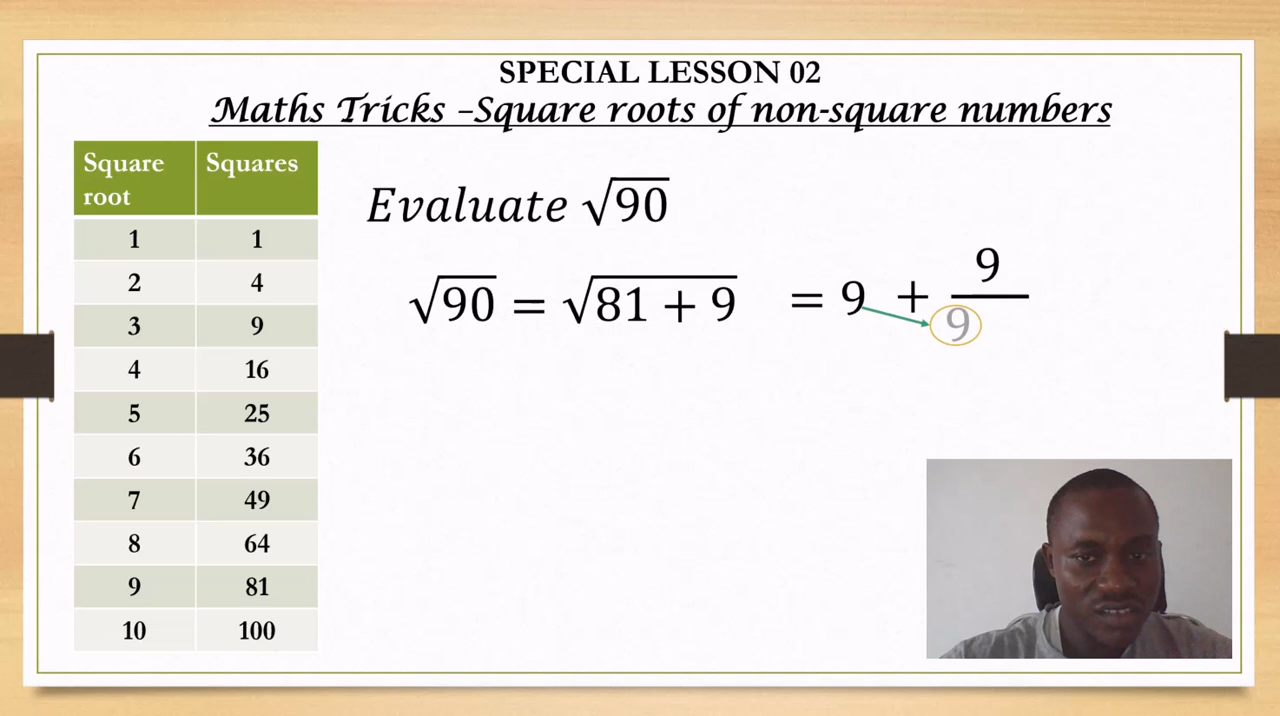 SPECIAL LESSON 02
Maths Tricks –Square roots of non-square numbers
Square root Squares
1 1
2 4
3 9
4 16
5 25
6 36
7 49
8 64
9 81
10 100
Evaluate √90
√90 = √81 + 9 = 9 + 9/9